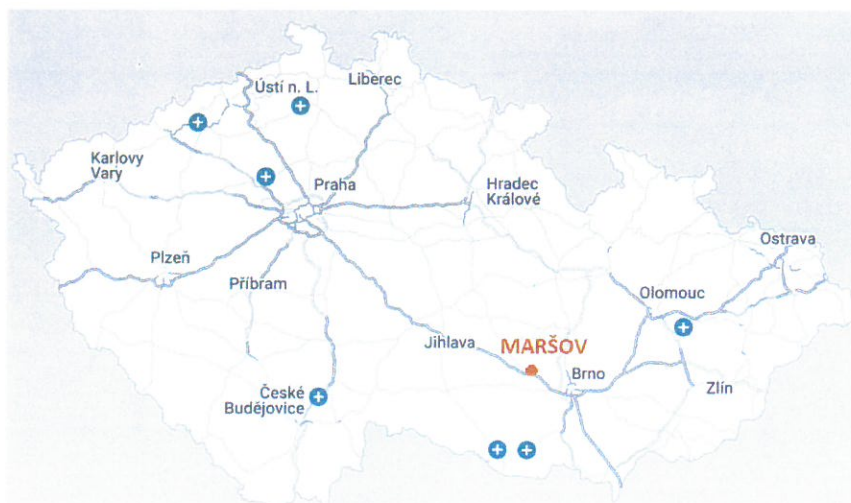 Ústí n. L.
Liberec
Karlovy
Vary
Praha
Hradec
Králové
Ostrava
Plzeň
Příbram
Olomouc
Jihlava
MARŠOV
Brno
Zlín
České
Budějovice